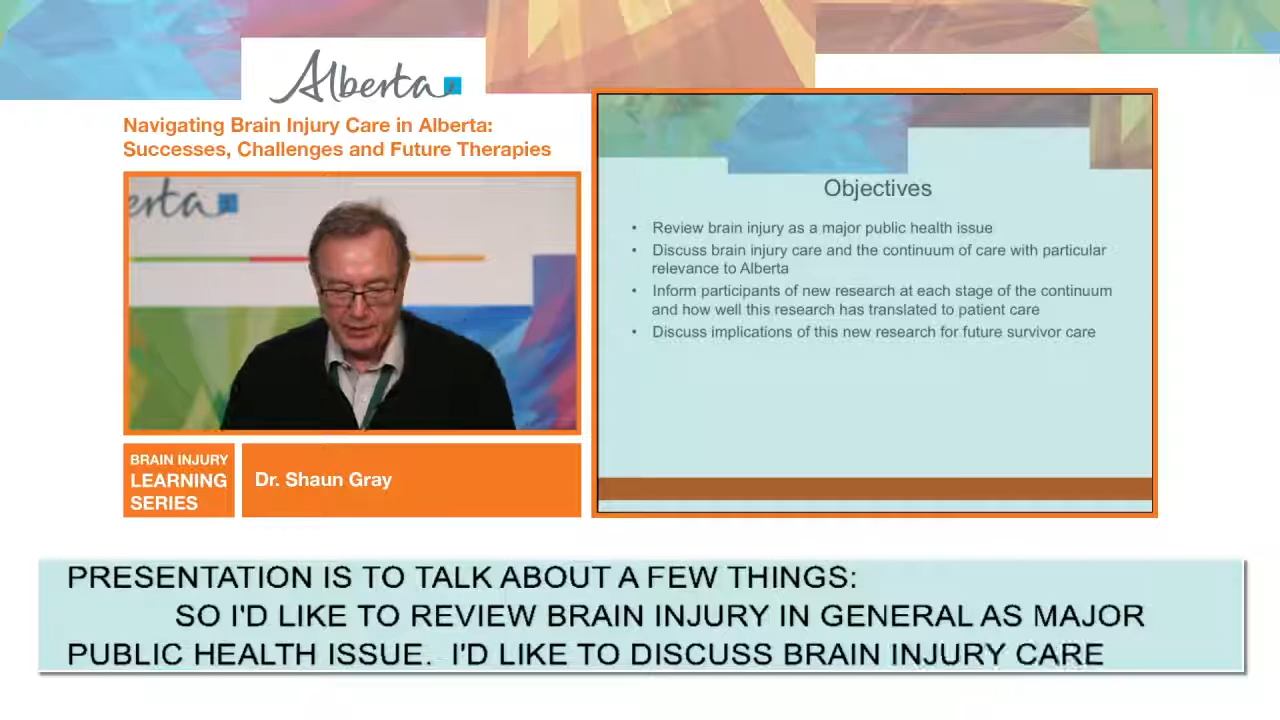 Alberta
Navigating Brain Injury Care in Alberta:
Successes, Challenges and Future Therapies
erta
BRAIN INJURY
LEARNING
SERIES
Dr. Shaun Gray
Objectives
• Review brain injury as a major public health issue
• Discuss brain injury care and the continuum of care with particular
relevance to Alberta
• Inform participants of new research at each stage of the continuum
and how well this research has translated to patient care
• Discuss implications of this new research for future survivor care
PRESENTATION IS TO TALK ABOUT A FEW THINGS:
SO I'D LIKE TO REVIEW BRAIN INJURY IN GENERAL AS MAJOR
PUBLIC HEALTH ISSUE. I'D LIKE TO DISCUSS BRAIN INJURY CARE